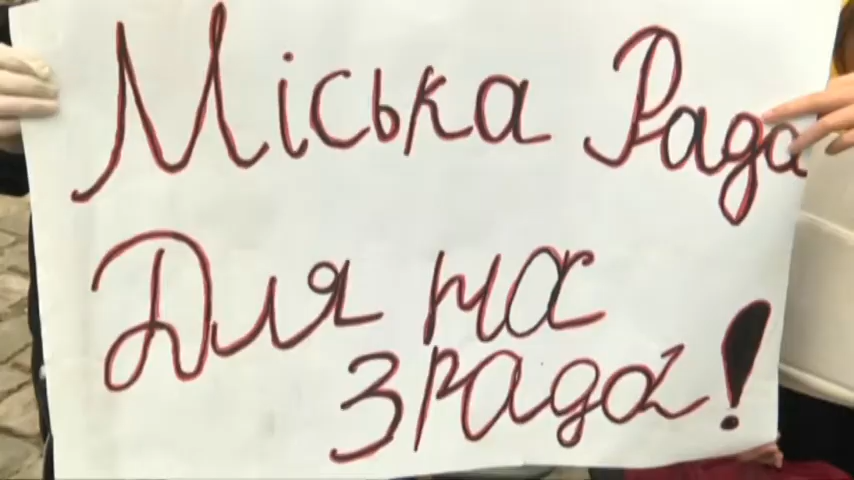 Міська Рада
Для нас
зрада!